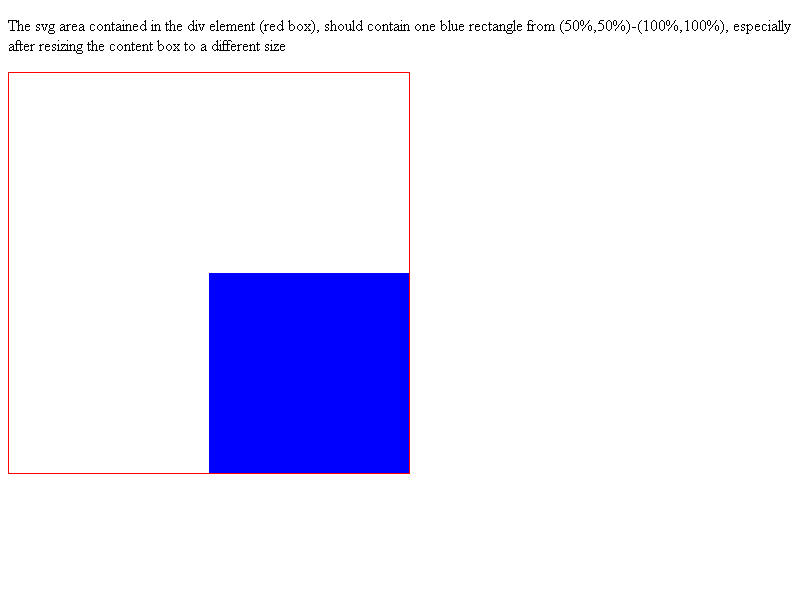 The svg area contained in the div element (red box), should contain one blue rectangle from (50%,50%)-(100%,100%), especially
after resizing the content box to a different size